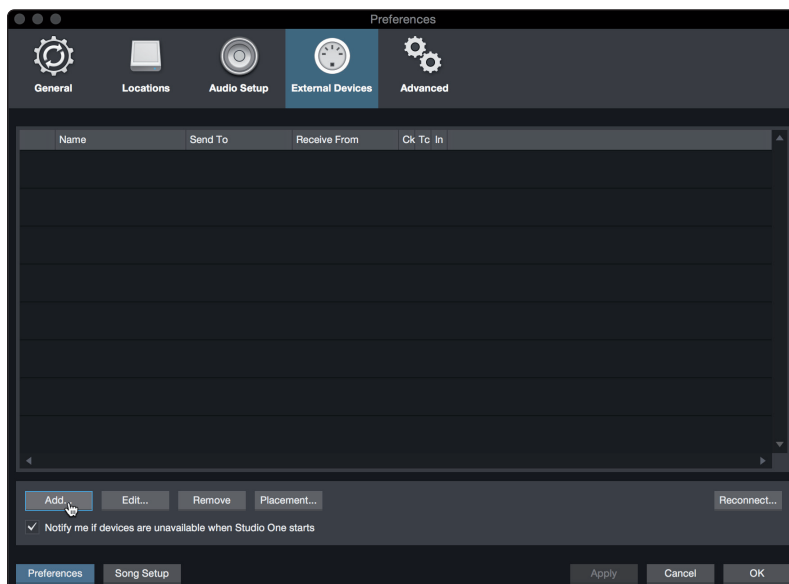 Preferences
General Locations Audio Setup External Devices Advanced
Name Send To Receive From Ck Tc In
Add... Edit... Remove Placement... Reconnect...
Notify me if devices are unavailable when Studio One starts
Preferences Song Setup Apply Cancel OK